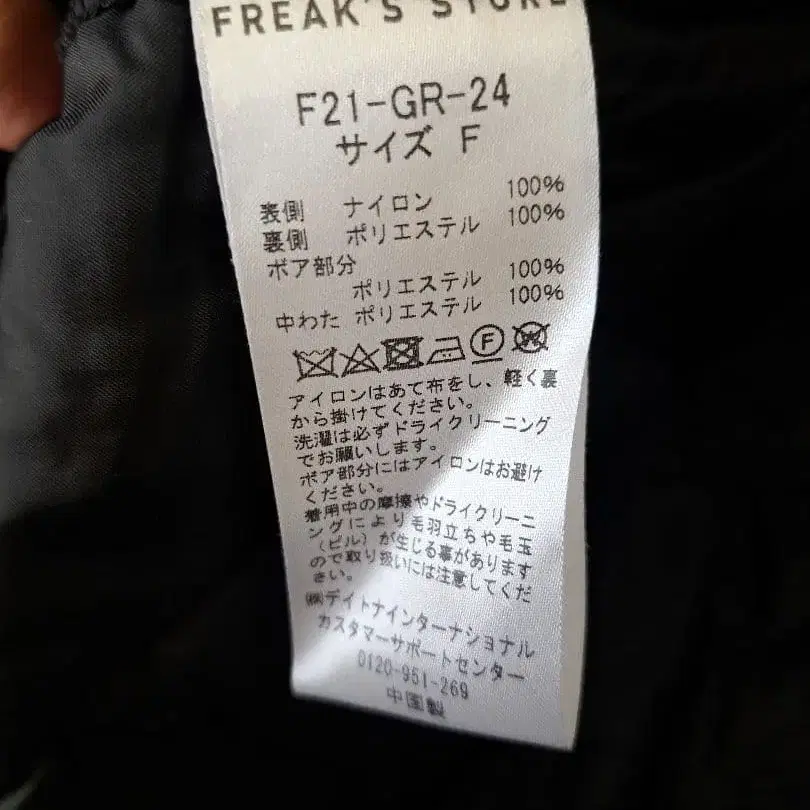 FREAK'S STORE
F21-GR-24
サイズ F
表側 ナイロン 100%
裏側 ポリエステル 100%
ボア部分
ポリエステル 100%
中わた ポリエステル 100%
F W
アイロンはあて布をし、軽く裏
から掛けてください。
洗濯は必ずドライクリーニング
でお願いします。
ボア部分にはアイロンはお避け
ください。
着用中の摩擦やドライクリーニ
ングにより毛羽立ちや毛玉
(ピル)が生じる事があります
ので取り扱いには注意してくだ
さい。
㈱デイトナインターナショナル
カスタマーサポートセンター
0120-951-269
中国製